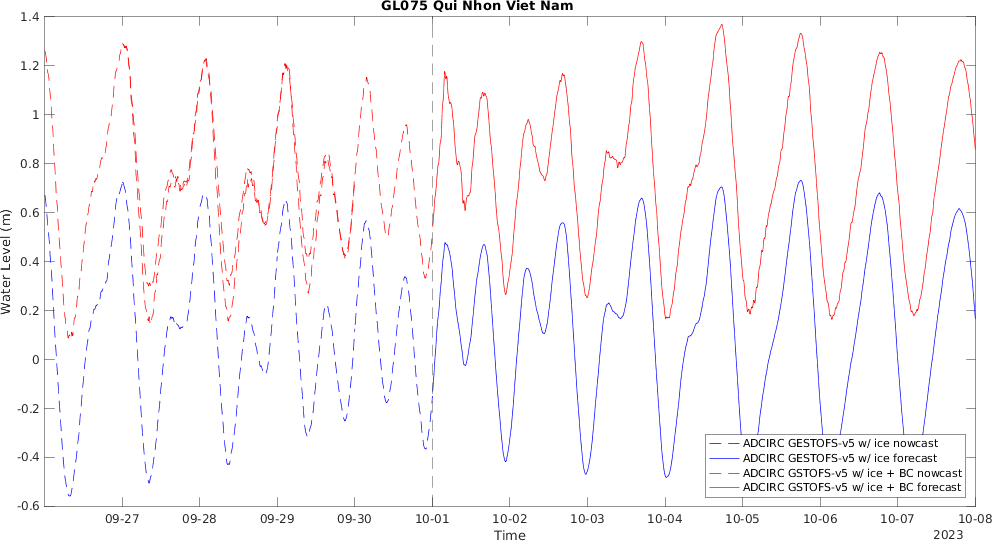 GL075 Qui Nhon Viet Nam
1.4
1.2
1
0.8
0.6
0.4
0.2
0
-0.2
-0.4
-0.6
Water Level (m)
ADCIRC GESTOFS-v5 w/ ice nowcast
ADCIRC GESTOFS-v5 w/ ice forecast
ADCIRC GSTOFS-v5 w/ ice + BC nowcast
ADCIRC GSTOFS-v5 w/ ice + BC forecast
09-27 09-28 09-29 09-30 10-01 10-02 10-03 10-04 10-05 10-06 10-07 10-08
Time
2023